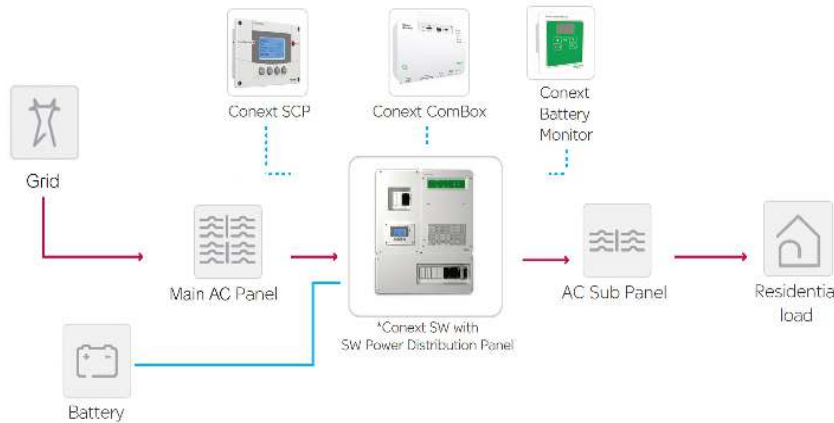 Conext SCP
Conext ComBox
Conext
Battery
Monitor
Grid
Main AC Panel
AC Sub Panel
Residential
load
*Conext SW with
SW Power Distribution Panel
Battery